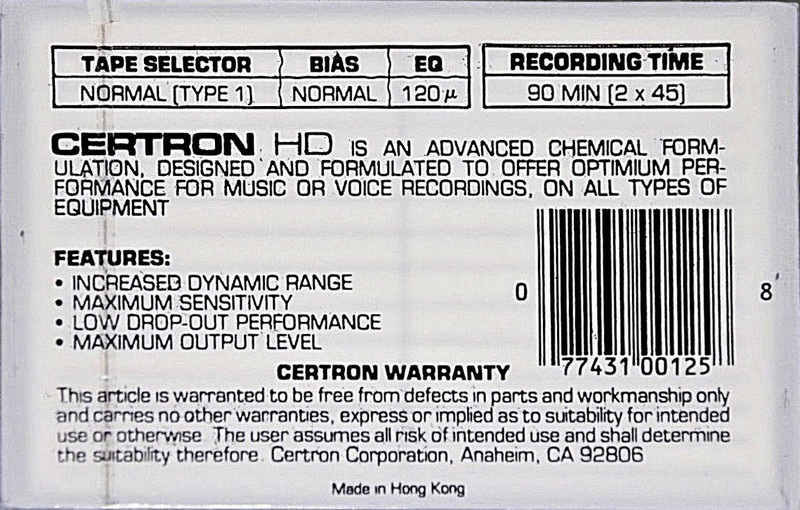 TAPE SELECTOR BIAS EQ RECORDING TIME
NORMAL (TYPE 1) NORMAL 120µ 90 MIN (2 x 45)
CERTRON HD IS AN ADVANCED CHEMICAL FORM-
ULATION, DESIGNED AND FORMULATED TO OFFER OPTIMIUM PER-
FORMANCE FOR MUSIC OR VOICE RECORDINGS, ON ALL TYPES OF
EQUIPMENT
FEATURES:
• INCREASED DYNAMIC RANGE
• MAXIMUM SENSITIVITY
• LOW DROP-OUT PERFORMANCE
• MAXIMUM OUTPUT LEVEL
0 77431 00125 8
CERTRON WARRANTY
This article is warranted to be free from defects in parts and workmanship only
and carries no other warranties, express or implied as to suitability for intended
use or otherwise The user assumes all risk of intended use and shall determine
the suitability therefore. Certron Corporation, Anaheim, CA 92806
Made in Hong Kong